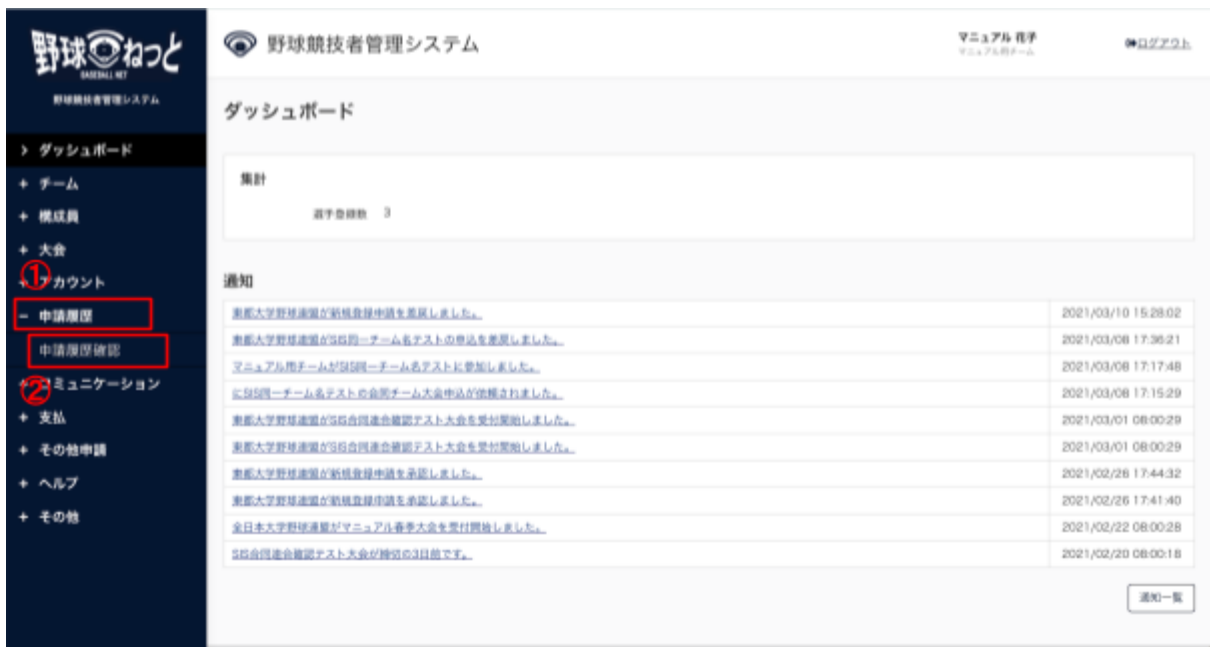 野球ねっと
BASEBALL NET
野球競技者管理システム
野球競技者管理システム
マニュアル 花子
マニュアル用チーム
ログアウト
ダッシュボード
> ダッシュボード
+ チーム
+ 構成員
+ 大会
①
+ アカウント
- 申請履歴
申請履歴確認
②
+ コミュニケーション
+ 支払
+ その他申請
+ ヘルプ
+ その他
集計
選手登録数 3
通知
東都大学野球連盟が新規登録申請を差戻しました。 2021/03/10 15:28:02
東都大学野球連盟がSIS同一チーム名テストの申込を差戻しました。 2021/03/08 17:36:21
マニュアル用チームがSIS同一チーム名テストに参加しました。 2021/03/08 17:17:48
にSIS同一チーム名テストの合同チーム大会申込が依頼されました。 2021/03/08 17:15:29
東都大学野球連盟がSIS合同連合確認テスト大会を受付開始しました。 2021/03/01 08:00:29
東都大学野球連盟がSIS合同連合確認テスト大会を受付開始しました。 2021/03/01 08:00:29
東都大学野球連盟が新規登録申請を承認しました。 2021/02/26 17:44:32
東都大学野球連盟が新規登録申請を承認しました。 2021/02/26 17:41:40
全日本大学野球連盟がマニュアル春季大会を受付開始しました。 2021/02/22 08:00:28
SIS合同連合確認テスト大会が締切の3日前です。 2021/02/20 08:00:18
通知一覧